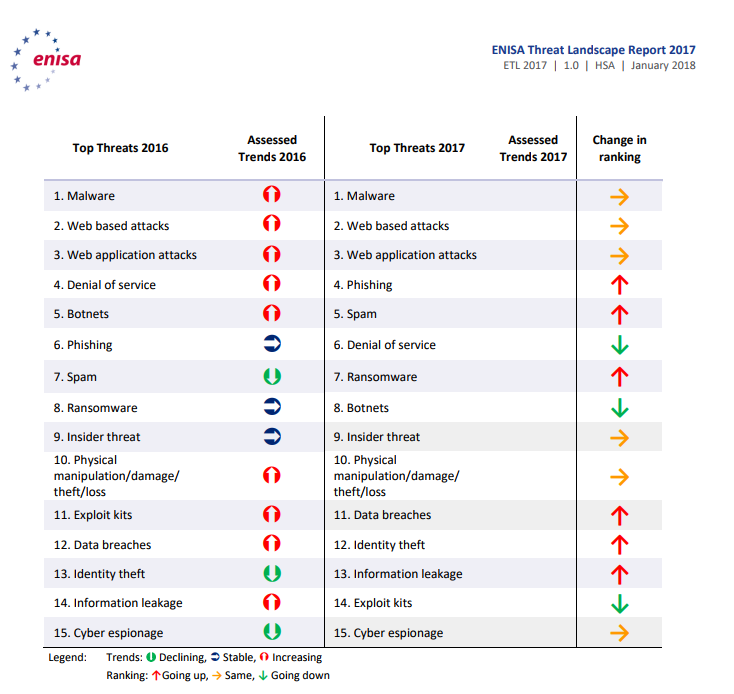 enisa
ENISA Threat Landscape Report 2017
ETL 2017 | 1.0 | HSA | January 2018
Top Threats 2016
Assessed
Trends 2016
Top Threats 2017
Assessed
Trends 2017
Change in
ranking
1. Malware
1. Malware
2. Web based attacks
2. Web based attacks
3. Web application attacks
3. Web application attacks
4. Denial of service
4. Phishing
5. Botnets
5. Spam
6. Phishing
6. Denial of service
7. Spam
7. Ransomware
8. Ransomware
8. Botnets
9. Insider threat
9. Insider threat
10. Physical
manipulation/damage/
theft/loss
10. Physical
manipulation/damage/
theft/loss
11. Exploit kits
11. Data breaches
12. Data breaches
12. Identity theft
13. Identity theft
13. Information leakage
14. Information leakage
14. Exploit kits
15. Cyber espionage
15. Cyber espionage
Legend: Trends: Declining, Stable, Increasing
Ranking: Going up, Same, Going down